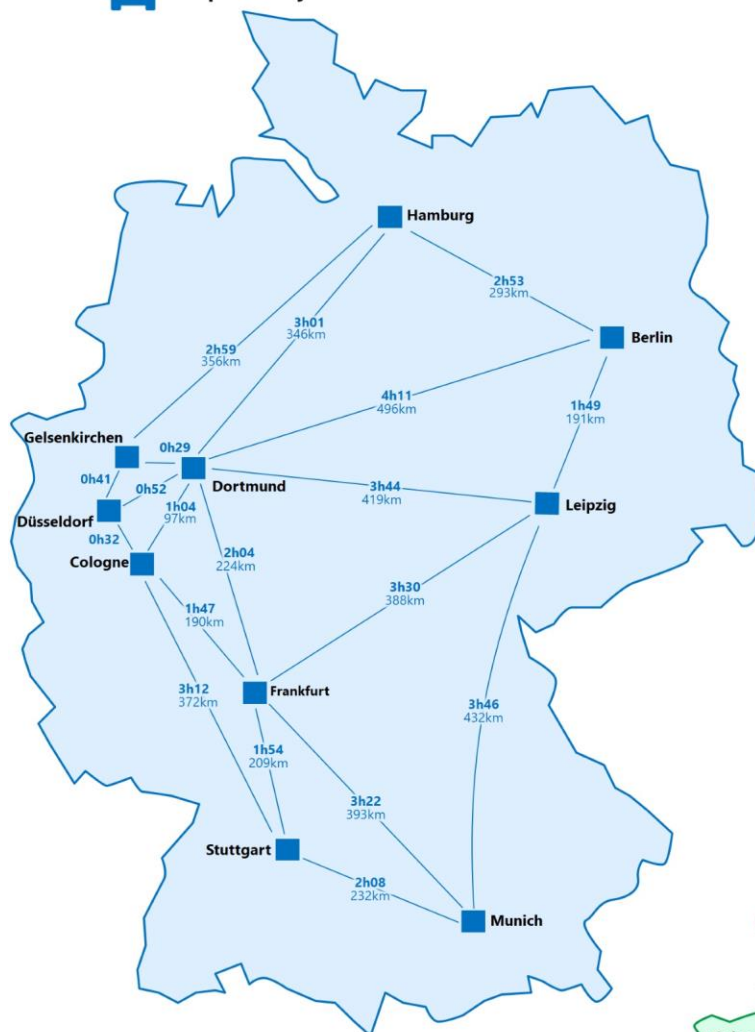 Hamburg
2h53
293km
3h01
346km
Berlin
2h59
356km
4h11
496km
1h49
191km
Gelsenkirchen
0h29
0h41
0h52
Dortmund
3h44
419km
Leipzig
Düsseldorf
1h04
97km
0h32
Cologne
2h04
224km
3h30
388km
1h47
190km
3h12
372km
Frankfurt
3h46
432km
1h54
209km
3h22
393km
Stuttgart
2h08
232km
Munich